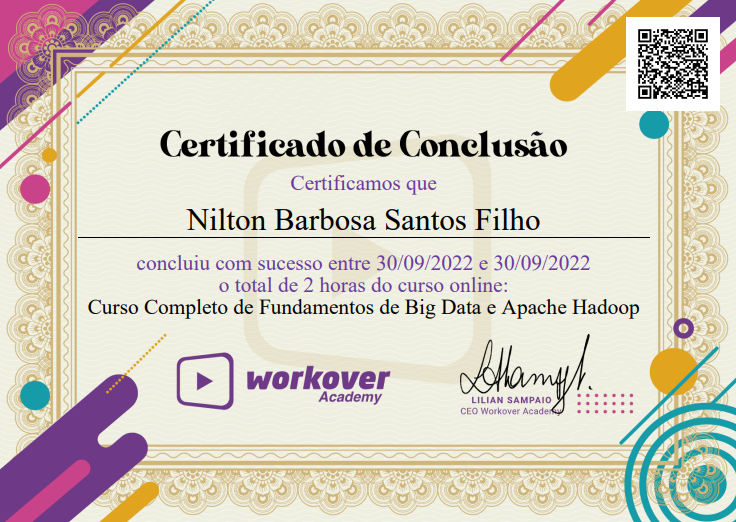 Certificado de Conclusão
Certificamos que
Nilton Barbosa Santos Filho
concluiu com sucesso entre 30/09/2022 e 30/09/2022
o total de 2 horas do curso online:
Curso Completo de Fundamentos de Big Data e Apache Hadoop
workover
Academy
LILIAN SAMPAIO
CEO Workover Academy